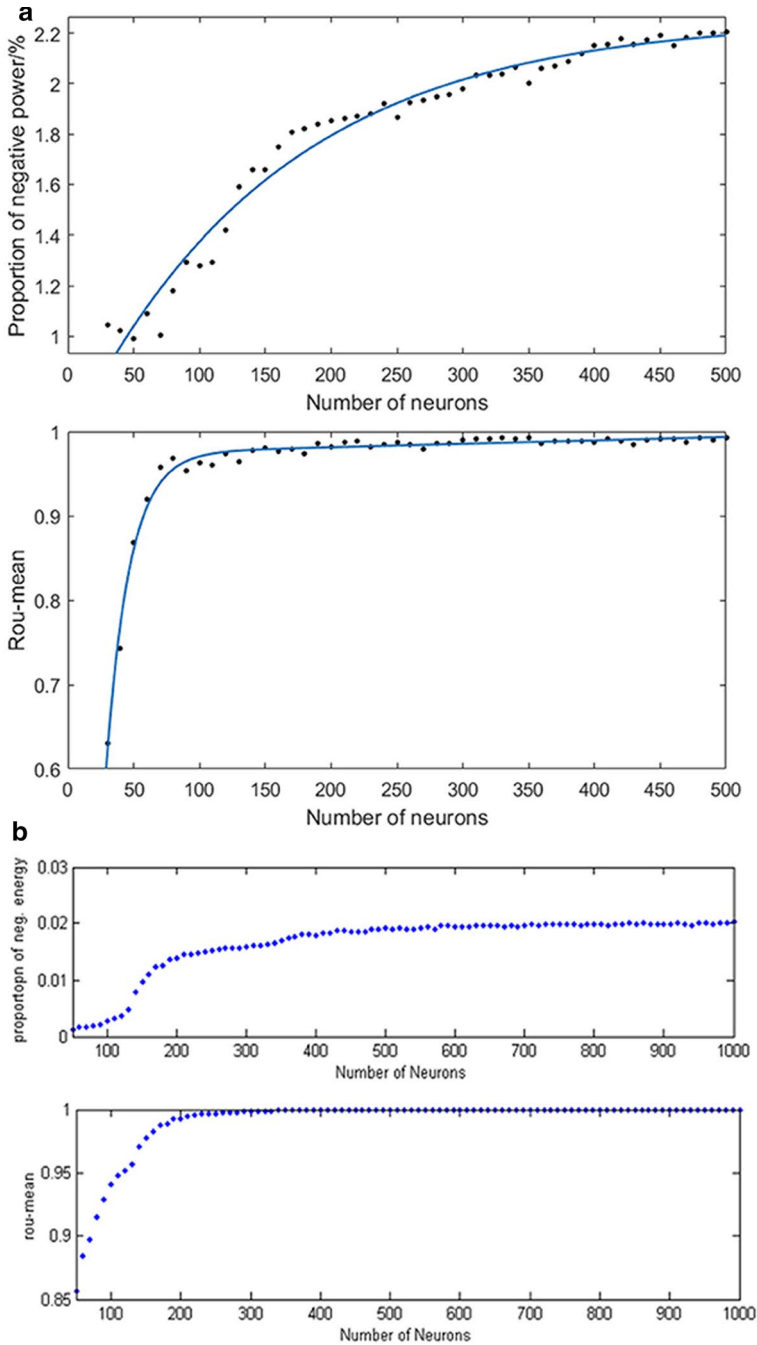 a
Proportion of negative power/%
2.2
2
1.8
1.6
1.4
1.2
1
0 50 100 150 200 250 300 350 400 450 500
Number of neurons
Rou-mean
1
0.9
0.8
0.7
0.6
0 50 100 150 200 250 300 350 400 450 500
Number of neurons
b
proportopn of neg. energy
0.03
0.02
0.01
0
100 200 300 400 500 600 700 800 900 1000
Number of Neurons
rou-mean
1
0.95
0.9
0.85
100 200 300 400 500 600 700 800 900 1000
Number of Neurons